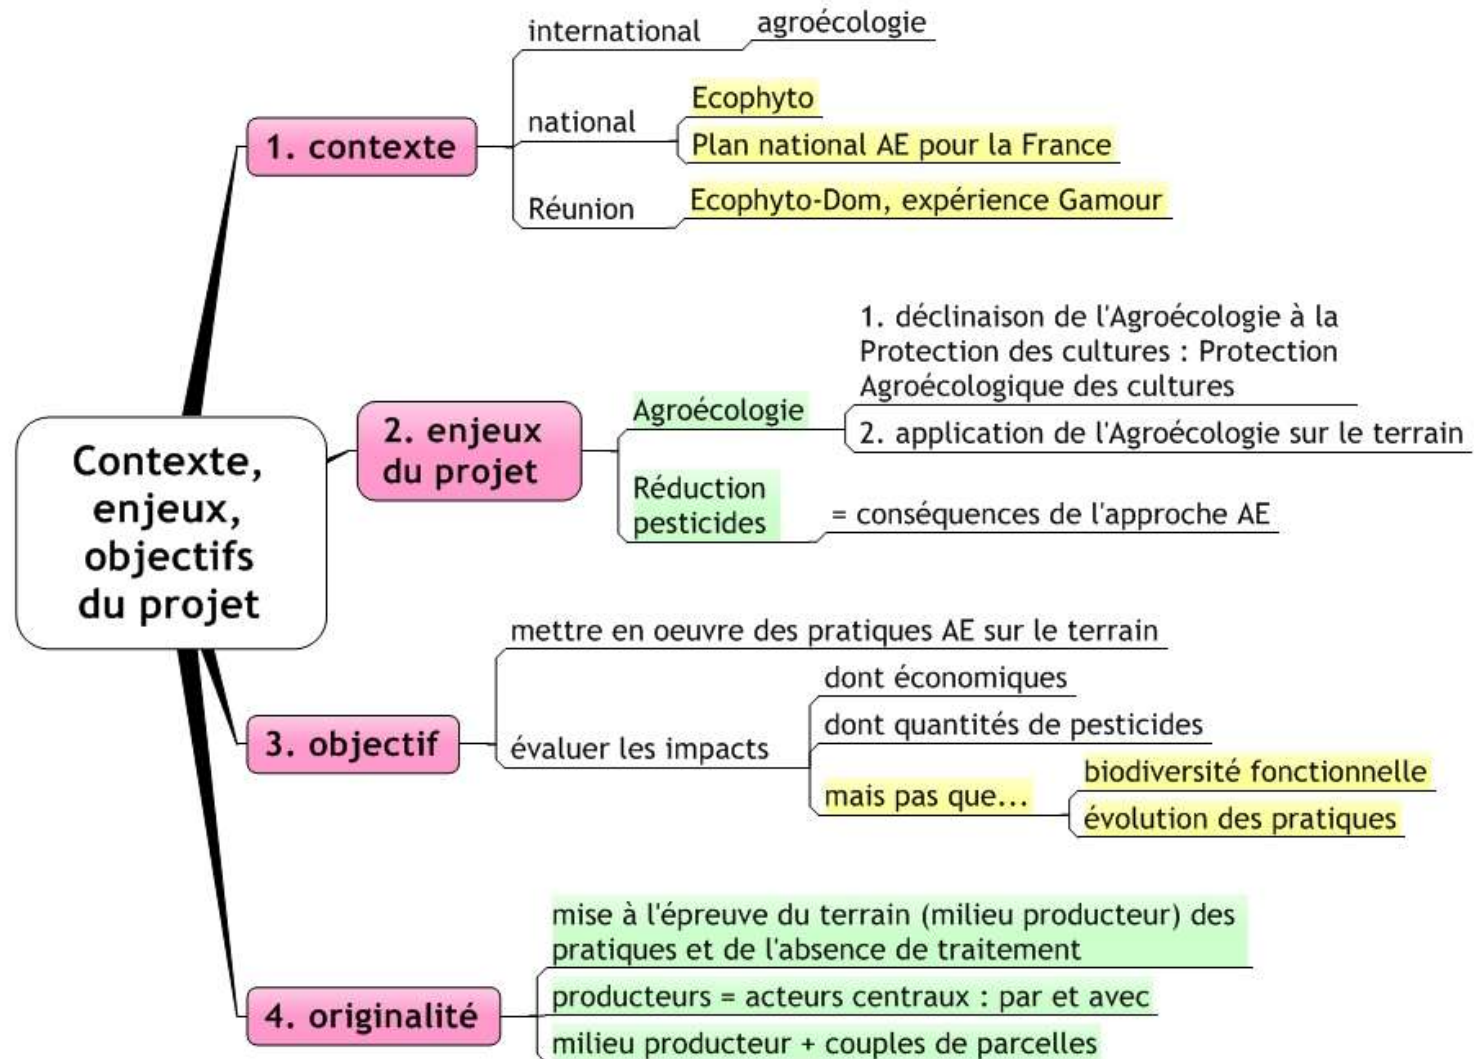 Contexte,
enjeux,
objectifs
du projet
1. contexte
international
agroécologie
national
Ecophyto
Plan national AE pour la France
Réunion
Ecophyto-Dom, expérience Gamour
2. enjeux
du projet
Agroécologie
1. déclinaison de l'Agroécologie à la
Protection des cultures : Protection
Agroécologique des cultures
2. application de l'Agroécologie sur le terrain
Réduction
pesticides
= conséquences de l'approche AE
3. objectif
mettre en oeuvre des pratiques AE sur le terrain
évaluer les impacts
dont économiques
dont quantités de pesticides
mais pas que...
biodiversité fonctionnelle
évolution des pratiques
4. originalité
mise à l'épreuve du terrain (milieu producteur) des
pratiques et de l'absence de traitement
producteurs = acteurs centraux : par et avec
milieu producteur + couples de parcelles